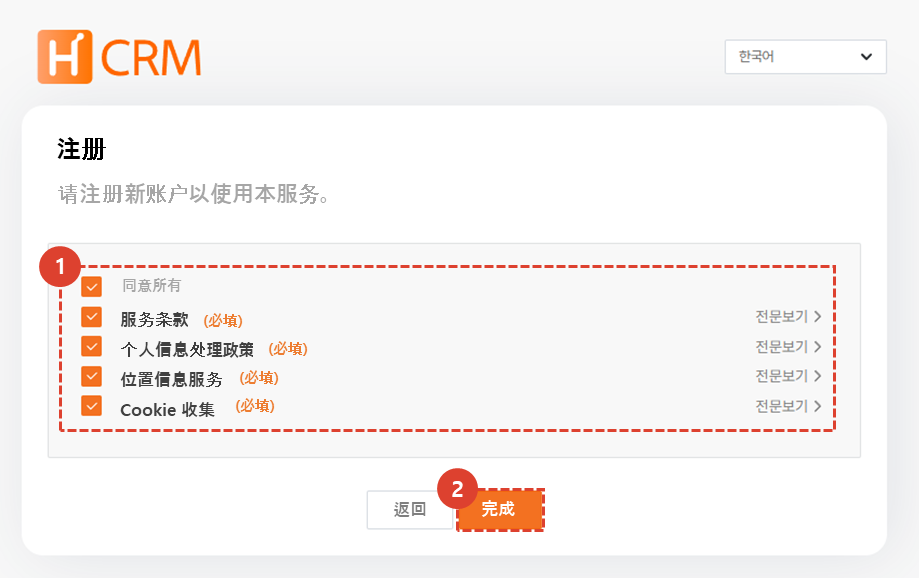 H CRM
한국어
注册
请注册新账户以使用本服务。
1
同意所有
服务条款 (必填) 전문보기
个人信息处理政策 (必填) 전문보기
位置信息服务 (必填) 전문보기
Cookie 收集 (必填) 전문보기
返回 2 完成